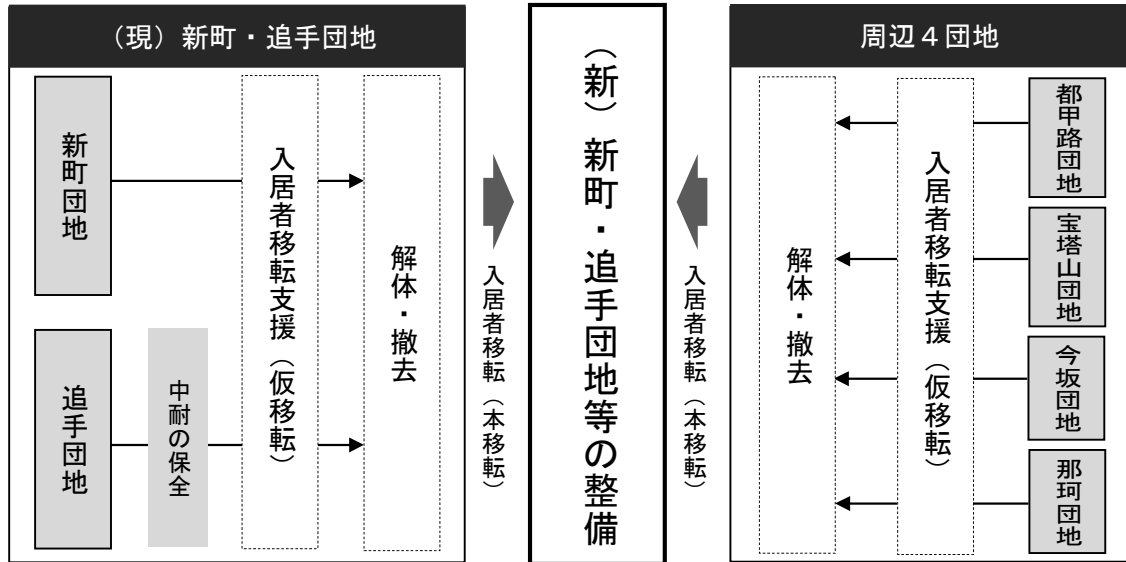 （現）新町・追手団地
新町団地
追手団地
中耐の保全
入居者移転支援（仮移転）
解体・撤去
入居者移転（本移転）
（新）新町・追手団地等の整備
入居者移転（本移転）
周辺４団地
解体・撤去
入居者移転支援（仮移転）
都甲路団地
宝塔山団地
今坂団地
那珂団地